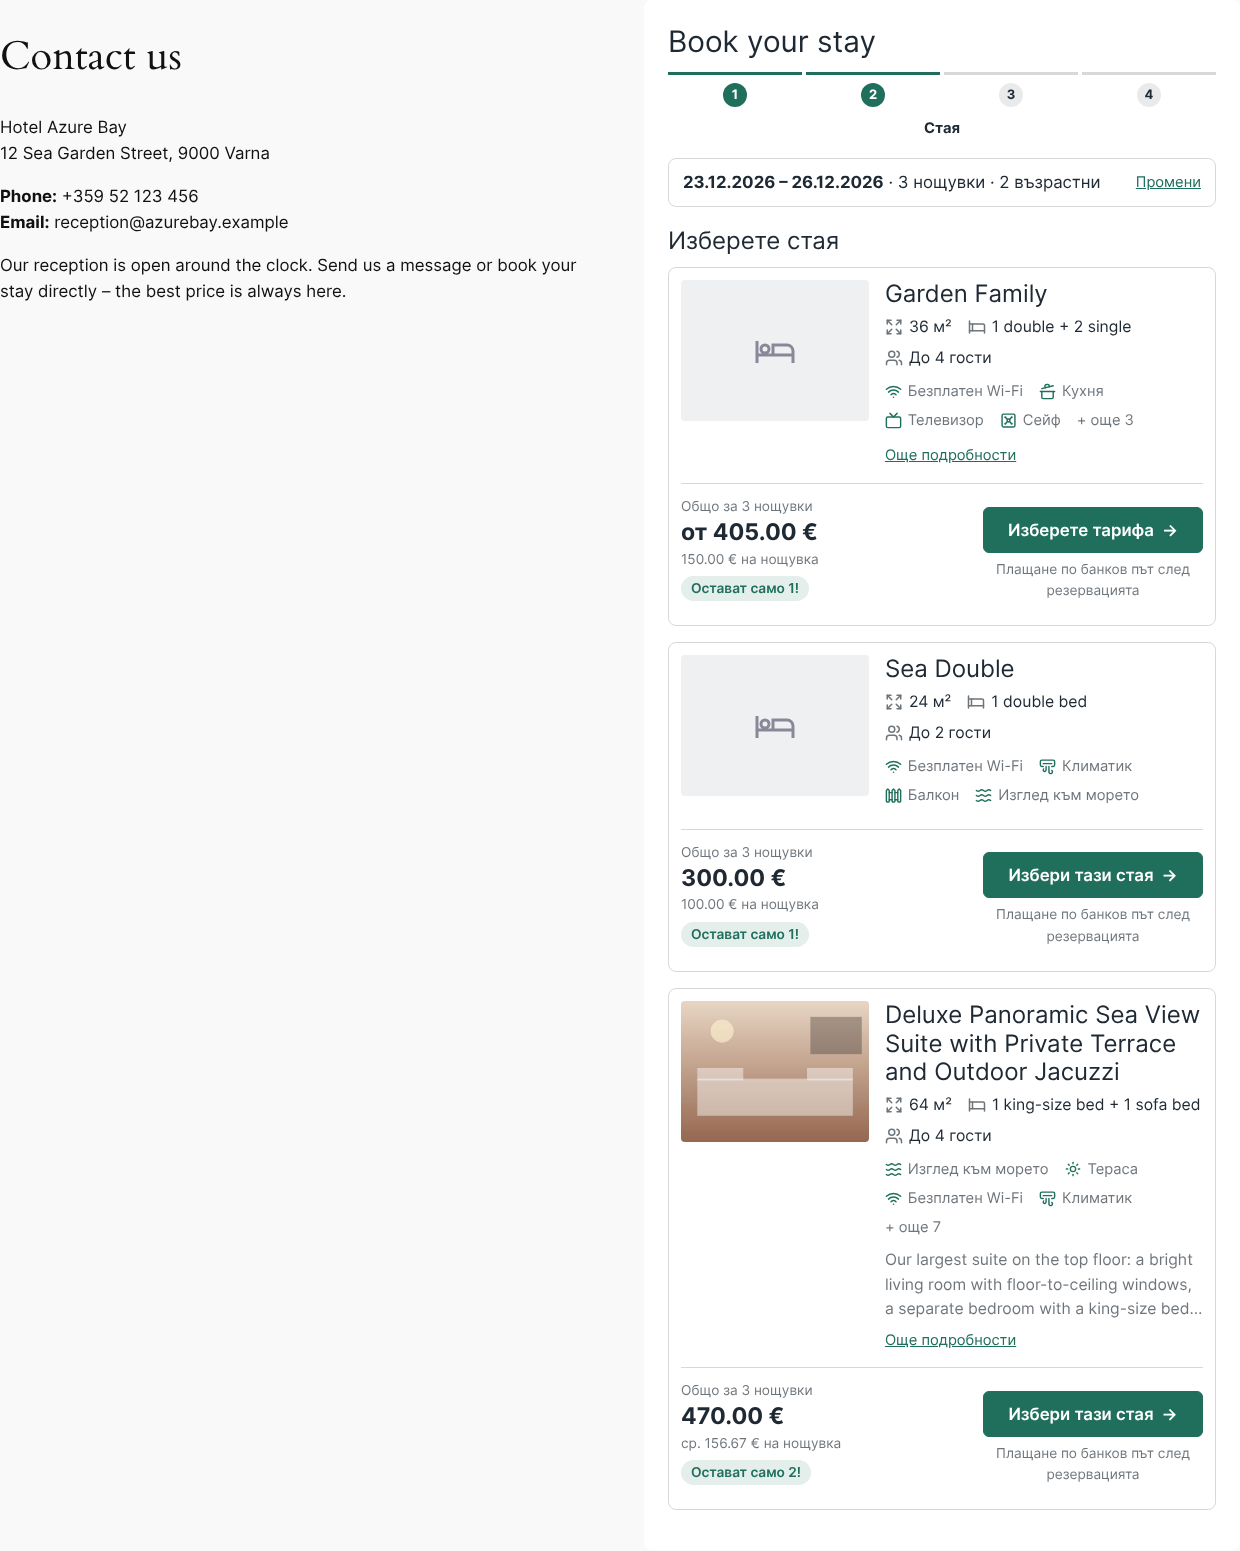 Contact us
Hotel Azure Bay
12 Sea Garden Street, 9000 Varna
Phone: +359 52 123 456
Email: reception@azurebay.example
Our reception is open around the clock. Send us a message or book your
stay directly – the best price is always here.
Book your stay
1
2
3
4
Стая
23.12.2026 – 26.12.2026 · 3 нощувки · 2 възрастни
Промени
Изберете стая
Garden Family
36 м² 1 double + 2 single
До 4 гости
Безплатен Wi-Fi Кухня
Телевизор Сейф + още 3
Още подробности
Общо за 3 нощувки
от 405.00 €
150.00 € на нощувка
Остават само 1!
Изберете тарифа →
Плащане по банков път след
резервацията
Sea Double
24 м² 1 double bed
До 2 гости
Безплатен Wi-Fi Климатик
Балкон Изглед към морето
Общо за 3 нощувки
300.00 €
100.00 € на нощувка
Остават само 1!
Избери тази стая →
Плащане по банков път след
резервацията
Deluxe Panoramic Sea View
Suite with Private Terrace
and Outdoor Jacuzzi
64 м² 1 king-size bed + 1 sofa bed
До 4 гости
Изглед към морето Тераса
Безплатен Wi-Fi Климатик
+ още 7
Our largest suite on the top floor: a bright
living room with floor-to-ceiling windows,
a separate bedroom with a king-size bed...
Още подробности
Общо за 3 нощувки
470.00 €
ср. 156.67 € на нощувка
Остават само 2!
Избери тази стая →
Плащане по банков път след
резервацията